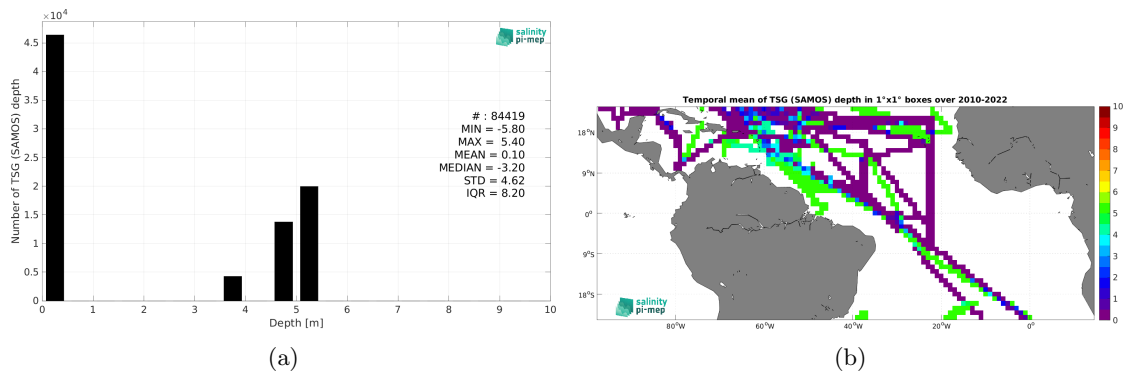 ×10⁴
4.5
4
3.5
3
2.5
2
1.5
1
0.5
0
Number of TSG (SAMOS) depth
0 1 2 3 4 5 6 7 8 9 10
Depth [m]
salinity
pi-mep
# : 84419
MIN = -5.80
MAX = 5.40
MEAN = 0.10
MEDIAN = -3.20
STD = 4.62
IQR = 8.20
(a)
Temporal mean of TSG (SAMOS) depth in 1°x1° boxes over 2010-2022
18°N
9°N
0°
9°S
18°S
80°W 60°W 40°W 20°W 0°
salinity
pi-mep
10
9
8
7
6
5
4
3
2
1
0
(b)